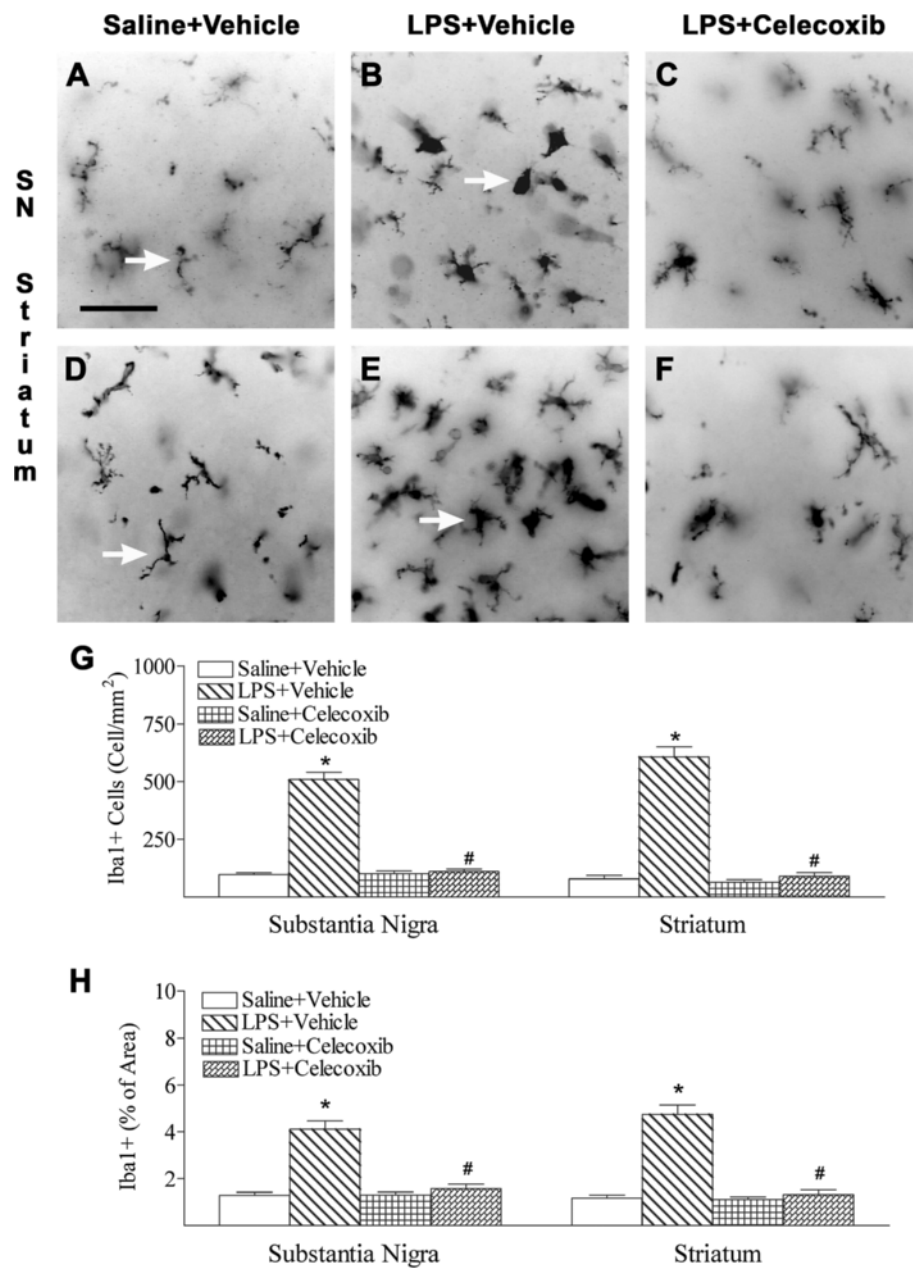 Saline+Vehicle LPS+Vehicle LPS+Celecoxib
SN
A B C
Striatum
D E F
G
Iba1+ Cells (Cell/mm²)
1000
750
500
250
Saline+Vehicle
LPS+Vehicle
Saline+Celecoxib
LPS+Celecoxib
* # * #
Substantia Nigra Striatum
H
Iba1+ (% of Area)
10
8
6
4
2
Saline+Vehicle
LPS+Vehicle
Saline+Celecoxib
LPS+Celecoxib
* # * #
Substantia Nigra Striatum